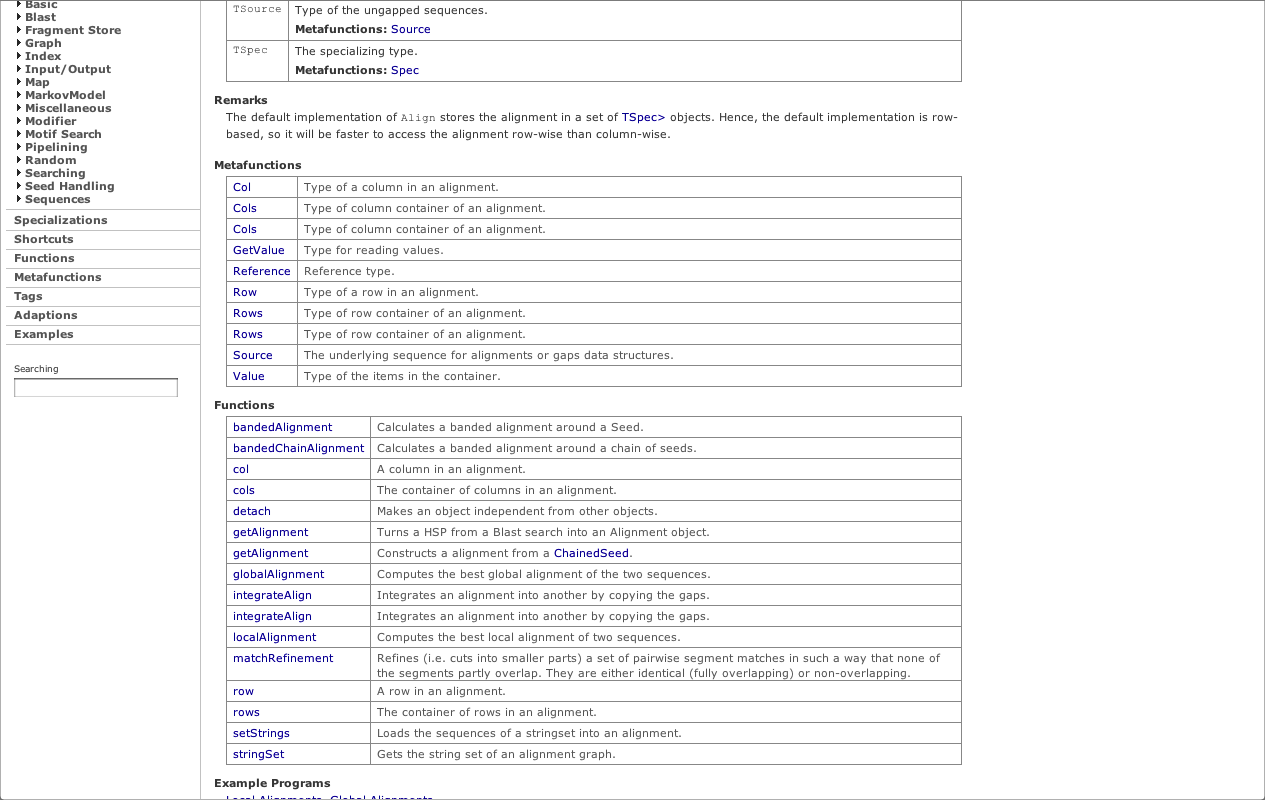 Basic
Blast
Fragment Store
Graph
Index
Input/Output
Map
MarkovModel
Miscellaneous
Modifier
Motif Search
Pipelining
Random
Searching
Seed Handling
Sequences
Specializations
Shortcuts
Functions
Metafunctions
Tags
Adaptions
Examples
Searching
TSource Type of the ungapped sequences.
Metafunctions: Source
TSpec The specializing type.
Metafunctions: Spec
Remarks
The default implementation of Align stores the alignment in a set of TSpec> objects. Hence, the default implementation is row-
based, so it will be faster to access the alignment row-wise than column-wise.
Metafunctions
Col Type of a column in an alignment.
Cols Type of column container of an alignment.
Cols Type of column container of an alignment.
GetValue Type for reading values.
Reference Reference type.
Row Type of a row in an alignment.
Rows Type of row container of an alignment.
Rows Type of row container of an alignment.
Source The underlying sequence for alignments or gaps data structures.
Value Type of the items in the container.
Functions
bandedAlignment Calculates a banded alignment around a Seed.
bandedChainAlignment Calculates a banded alignment around a chain of seeds.
col A column in an alignment.
cols The container of columns in an alignment.
detach Makes an object independent from other objects.
getAlignment Turns a HSP from a Blast search into an Alignment object.
getAlignment Constructs a alignment from a ChainedSeed.
globalAlignment Computes the best global alignment of the two sequences.
integrateAlign Integrates an alignment into another by copying the gaps.
integrateAlign Integrates an alignment into another by copying the gaps.
localAlignment Computes the best local alignment of two sequences.
matchRefinement Refines (i.e. cuts into smaller parts) a set of pairwise segment matches in such a way that none of
the segments partly overlap. They are either identical (fully overlapping) or non-overlapping.
row A row in an alignment.
rows The container of rows in an alignment.
setStrings Loads the sequences of a stringset into an alignment.
stringSet Gets the string set of an alignment graph.
Example Programs
Local Alignments, Global Alignments